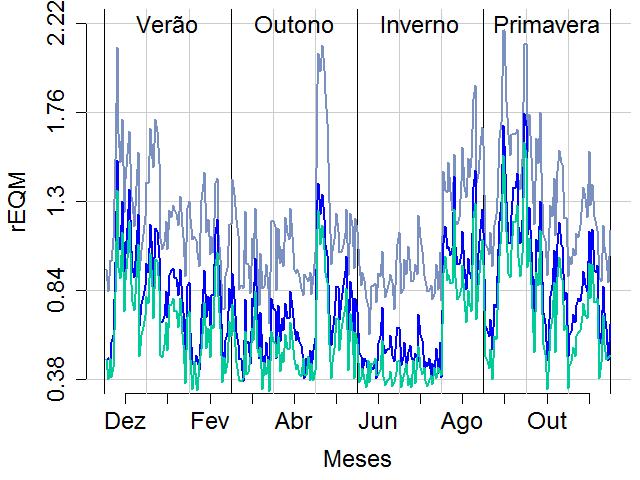 Verão Outono Inverno Primavera
2.22
1.76
1.3
0.84
0.38
rEQM
Dez Fev Abr Jun Ago Out
Meses